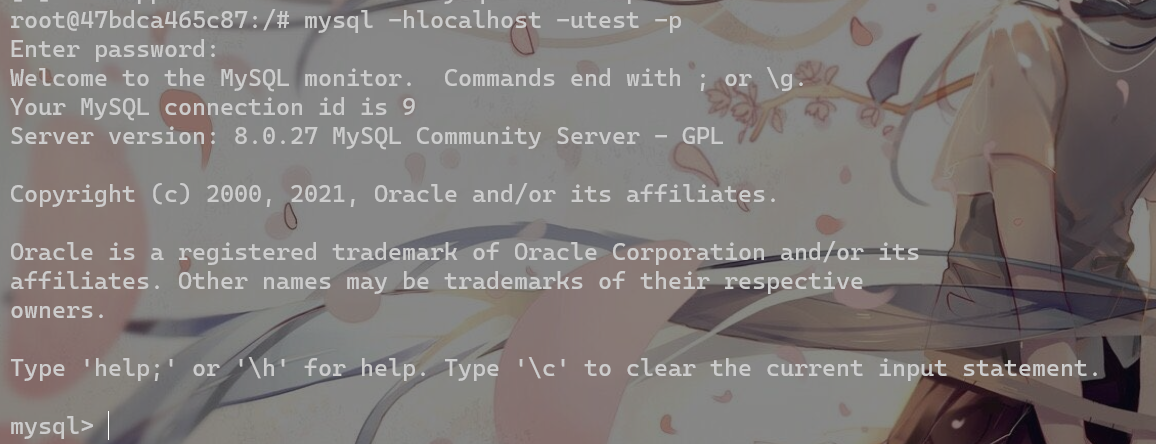 root@47bdca465c87:/# mysql -hlocalhost -utest -p
Enter password:
Welcome to the MySQL monitor.  Commands end with ; or \g.
Your MySQL connection id is 9
Server version: 8.0.27 MySQL Community Server - GPL

Copyright (c) 2000, 2021, Oracle and/or its affiliates.

Oracle is a registered trademark of Oracle Corporation and/or its
affiliates. Other names may be trademarks of their respective
owners.

Type 'help;' or '\h' for help. Type '\c' to clear the current input statement.

mysql>